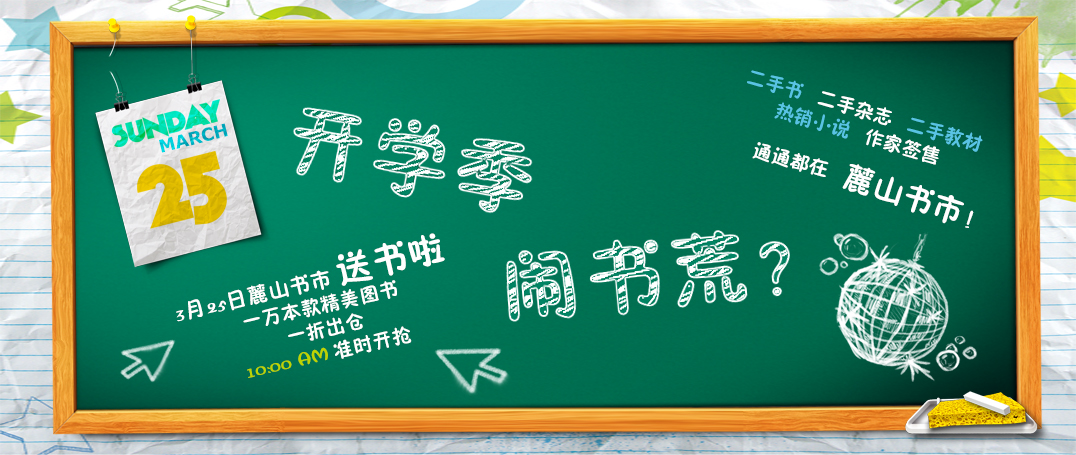 SUNDAY
MARCH
25
开学季
闹书荒?
二手书 二手杂志 二手教材
热销小说 作家签售
通通都在 麓山书市!
3月25日麓山书市 送书啦
一万本款精美图书
一折出仓
10:00 AM 准时开抢